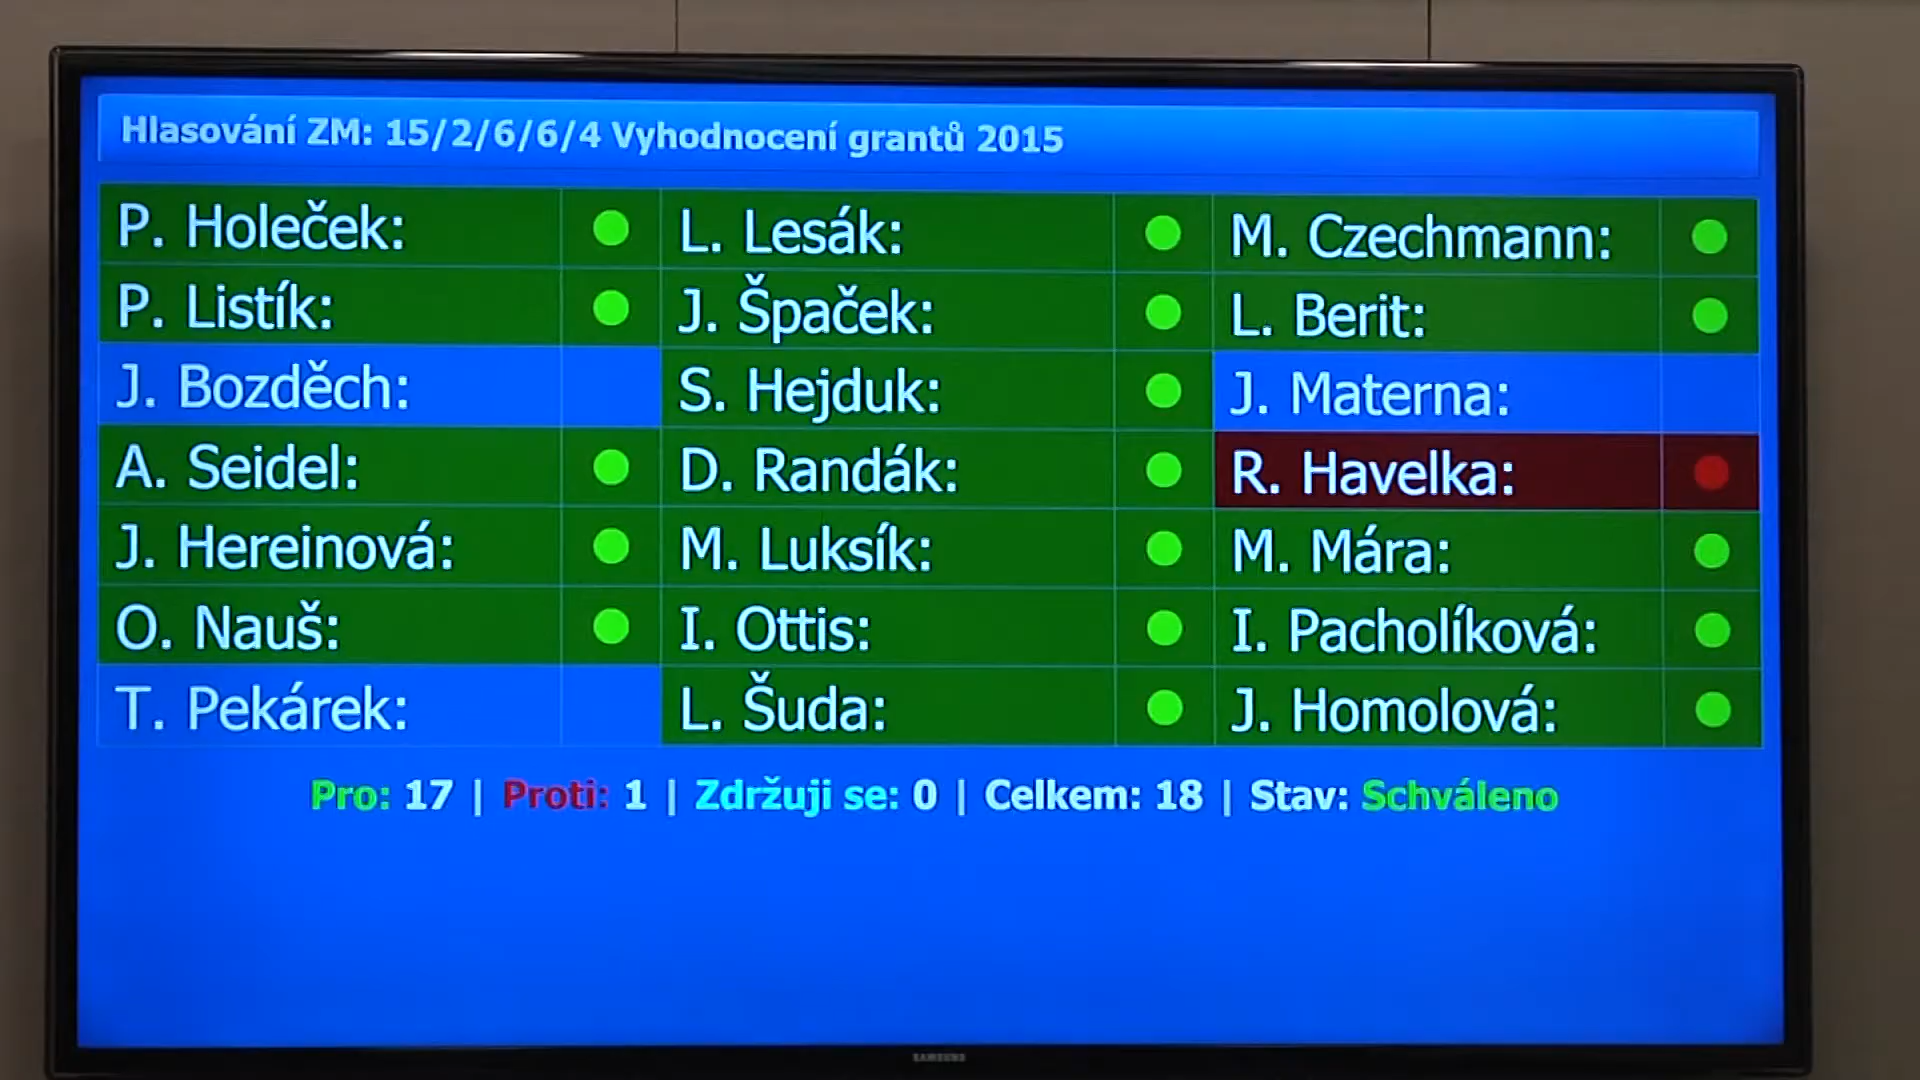 Hlasování ZM: 15/2/6/6/4 Vyhodnocení grantů 2015
P. Holeček: L. Lesák: M. Czechmann:
P. Listík: J. Špaček: L. Berit:
J. Bozděch: S. Hejduk: J. Materna:
A. Seidel: D. Randák: R. Havelka:
J. Hereinová: M. Luksík: M. Mára:
O. Nauš: I. Ottis: I. Pacholíková:
T. Pekárek: L. Šuda: J. Homolová:
Pro: 17 | Proti: 1 | Zdržuji se: 0 | Celkem: 18 | Stav: Schváleno
SAMSUNG